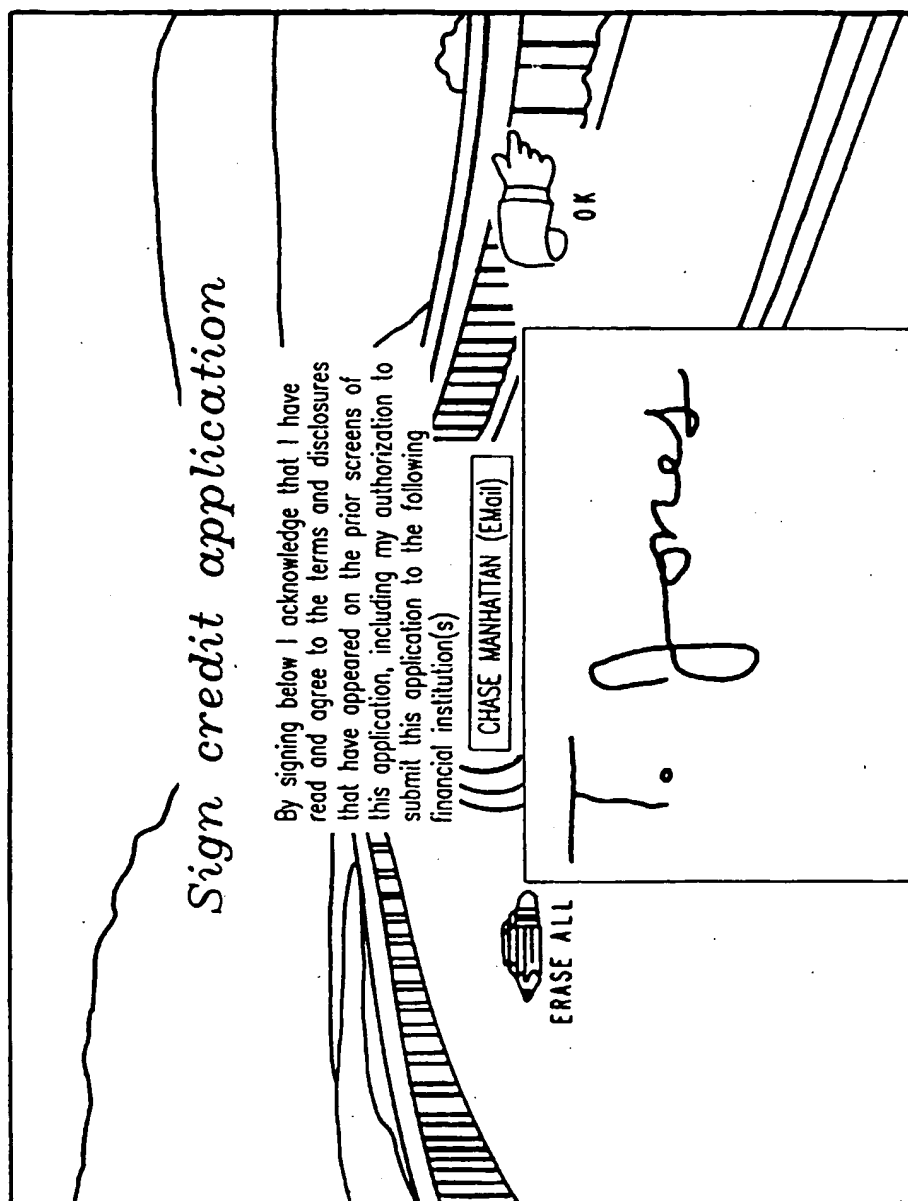 Sign credit application
By signing below I acknowledge that I have
read and agree to the terms and disclosures
that have appeared on the prior screens of
this application, including my authorization to
submit this application to the following
financial institution(s)
CHASE MANHATTAN (EMail)
ERASE ALL
OK
T. Jones